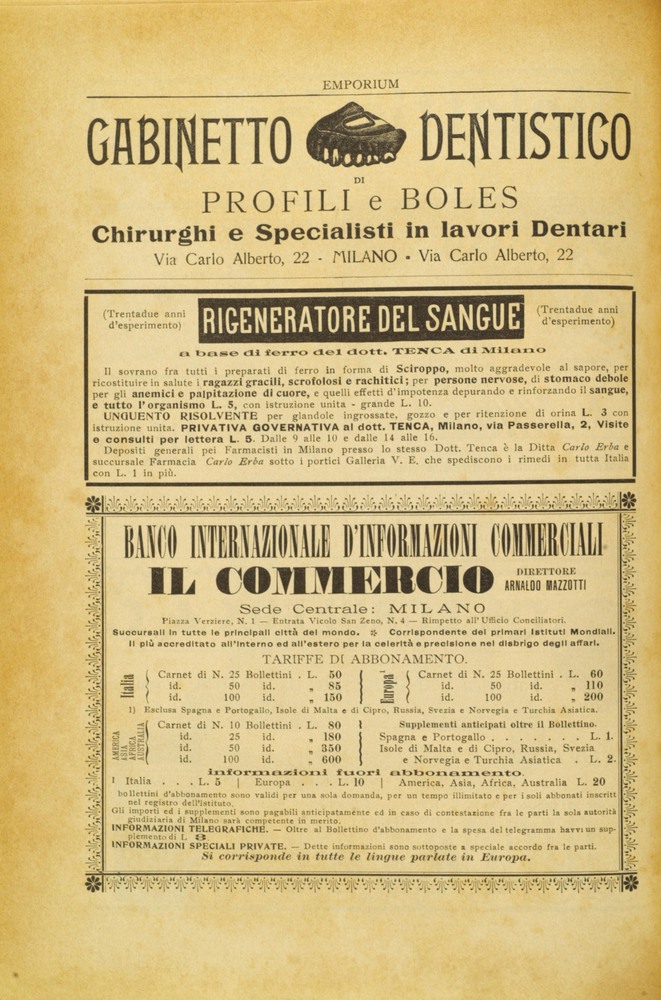 EMPORIUM
GABINETTO DENTISTICO
DI
PROFILI e BOLES
Chirurghi e Specialisti in lavori Dentari
Via Carlo Alberto, 22 - MILANO - Via Carlo Alberto, 22
(Trentadue anni d'esperimento) RIGENERATORE DEL SANGUE (Trentadue anni d'esperimento)
a base di ferro del dott. TENCA di Milano
Il sovrano fra tutti i preparati di ferro in forma di Sciroppo, molto aggradevole al sapore, per
ricostituire in salute i ragazzi gracili, scrofolosi e rachitici; per persone nervose, di stomaco debole
per gli anemici e palpitazione di cuore, e quelli effetti d'impotenza depurando e rinforzando il sangue,
e tutto l'organismo L. 5, con istruzione unita - grande L. 10.
UNGUENTO RISOLVENTE per glandole ingrossate, gozzo e per ritenzione di orina L. 3 con
istruzione unita. PRIVATIVA GOVERNATIVA al dott. TENCA, Milano, via Passerella, 2, Visite
e consulti per lettera L. 5. Dalle 9 alle 10 e dalle 14 alle 16.
Depositi generali pei Farmacisti in Milano presso lo stesso Dott. Tenca è la Ditta Carlo Erba e
succursale Farmacia Carlo Erba sotto i portici Galleria V. E. che spediscono i rimedi in tutta Italia
con L. 1 in più.
BANCO INTERNAZIONALE D'INFORMAZIONI COMMERCIALI
IL COMMERCIO DIRETTORE ARNALDO MAZZOTTI
Sede Centrale: MILANO
Piazza Verziere, N. 1 — Entrata Vicolo San Zeno, N. 4 — Rimpetto all'Ufficio Conciliatori.
Succursali in tutte le principali città del mondo. Corrispondente dei primari Istituti Mondiali.
Il più accreditato all'interno ed all'estero per la celerità e precisione nel disbrigo degli affari.
TARIFFE DI ABBONAMENTO.
Italia
Carnet di N. 25 Bollettini . L. 50
id. 50 id. „ 85
id. 100 id. „ 150
Europa¹
Carnet di N. 25 Bollettini . L. 60
id. 50 id. „ 110
id. 100 id. „ 200
1) Esclusa Spagna e Portogallo, Isole di Malta e di Cipro, Russia, Svezia e Norvegia e Turchia Asiatica.
AMERICA
ASIA
AFRICA
AUSTRALIA
Carnet di N. 10 Bollettini . L. 80
id. 25 id. „ 180
id. 50 id. „ 350
id. 100 id. „ 600
Supplementi anticipati oltre il Bollettino.
Spagna e Portogallo . . . . . . . L. 1.
Isole di Malta e di Cipro, Russia, Svezia
e Norvegia e Turchia Asiatica . L. 2.
informazioni fuori abbonamento.
Italia . . . L. 5 | Europa . . . L. 10 | America, Asia, Africa, Australia L. 20
bollettini d'abbonamento sono validi per una sola domanda, per un tempo illimitato e per i soli abbonati inscritt
nel registro dell'Istituto.
Gli importi ed i supplementi sono pagabili anticipatamente ed in caso di contestazione fra le parti la sola autorità
giudiziaria di Milano sarà competente in merito.
INFORMAZIONI TELEGRAFICHE. — Oltre al Bollettino d'abbonamento e la spesa del telegramma havvi un sup-
plemento di L.
INFORMAZIONI SPECIALI PRIVATE. — Dette informazioni sono sottoposte a speciale accordo fra le parti.
Si corrisponde in tutte le lingue parlate in Europa.